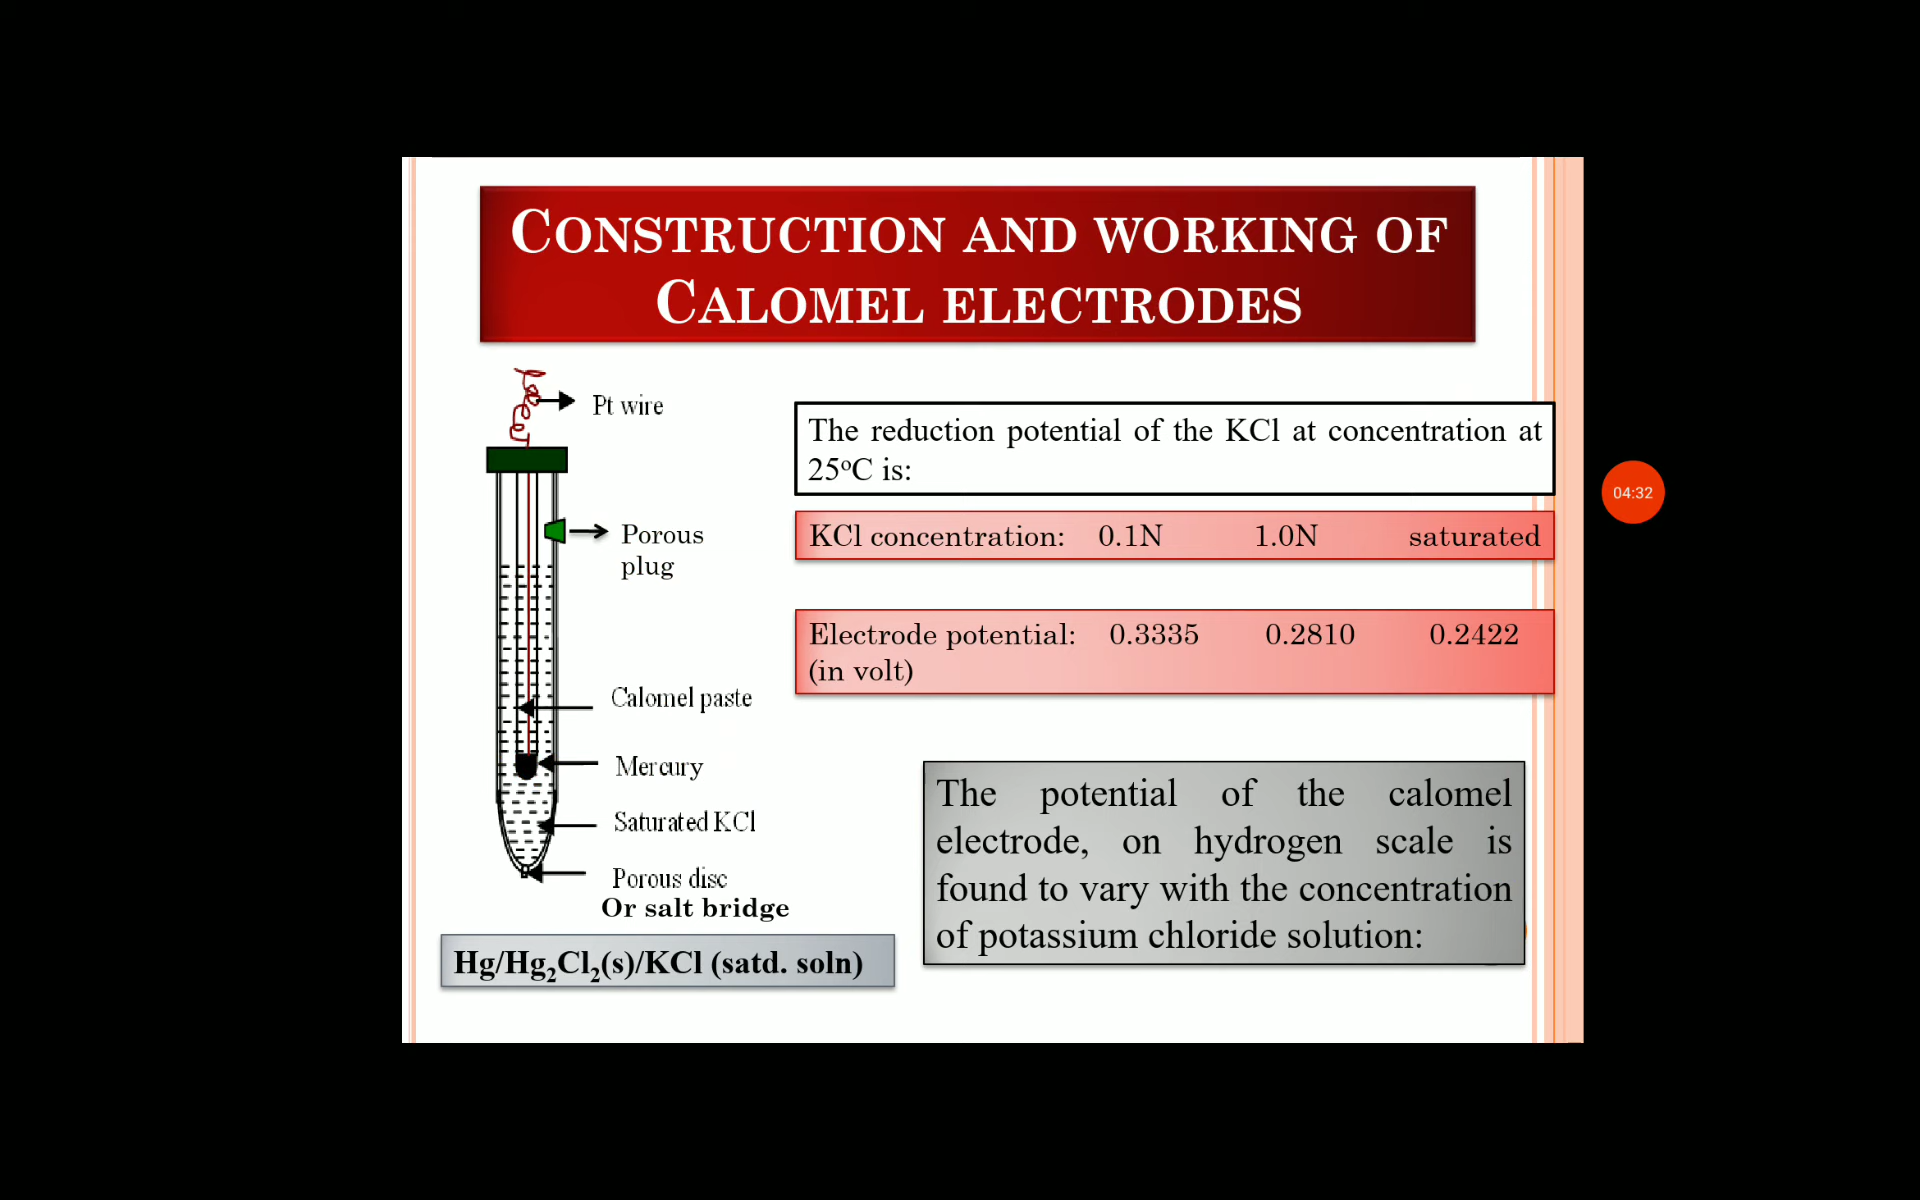 CONSTRUCTION AND WORKING OF
CALOMEL ELECTRODES
Pt wire
Porous
plug
Calomel paste
Mercury
Saturated KCl
Porous disc
Or salt bridge
Hg/Hg₂Cl₂(s)/KCl (satd. soln)
The reduction potential of the KCl at concentration at
25ᵒC is:
KCl concentration: 0.1N 1.0N saturated
Electrode potential: 0.3335 0.2810 0.2422
(in volt)
The potential of the calomel
electrode, on hydrogen scale is
found to vary with the concentration
of potassium chloride solution:
04:32